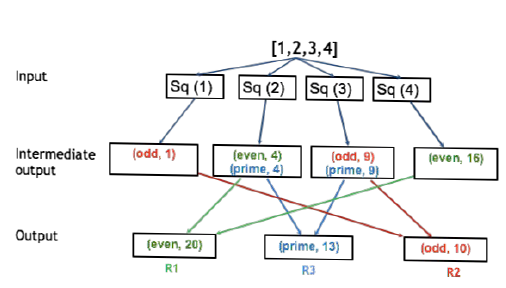 [1,2,3,4]
Input
Sq (1)
Sq (2)
Sq (3)
Sq (4)
Intermediate
output
(odd, 1)
(even, 4)
(prime, 4)
(odd, 9)
(prime, 9)
(even, 16)
Output
(even, 20)
(prime, 13)
(odd, 10)
R1
R3
R2